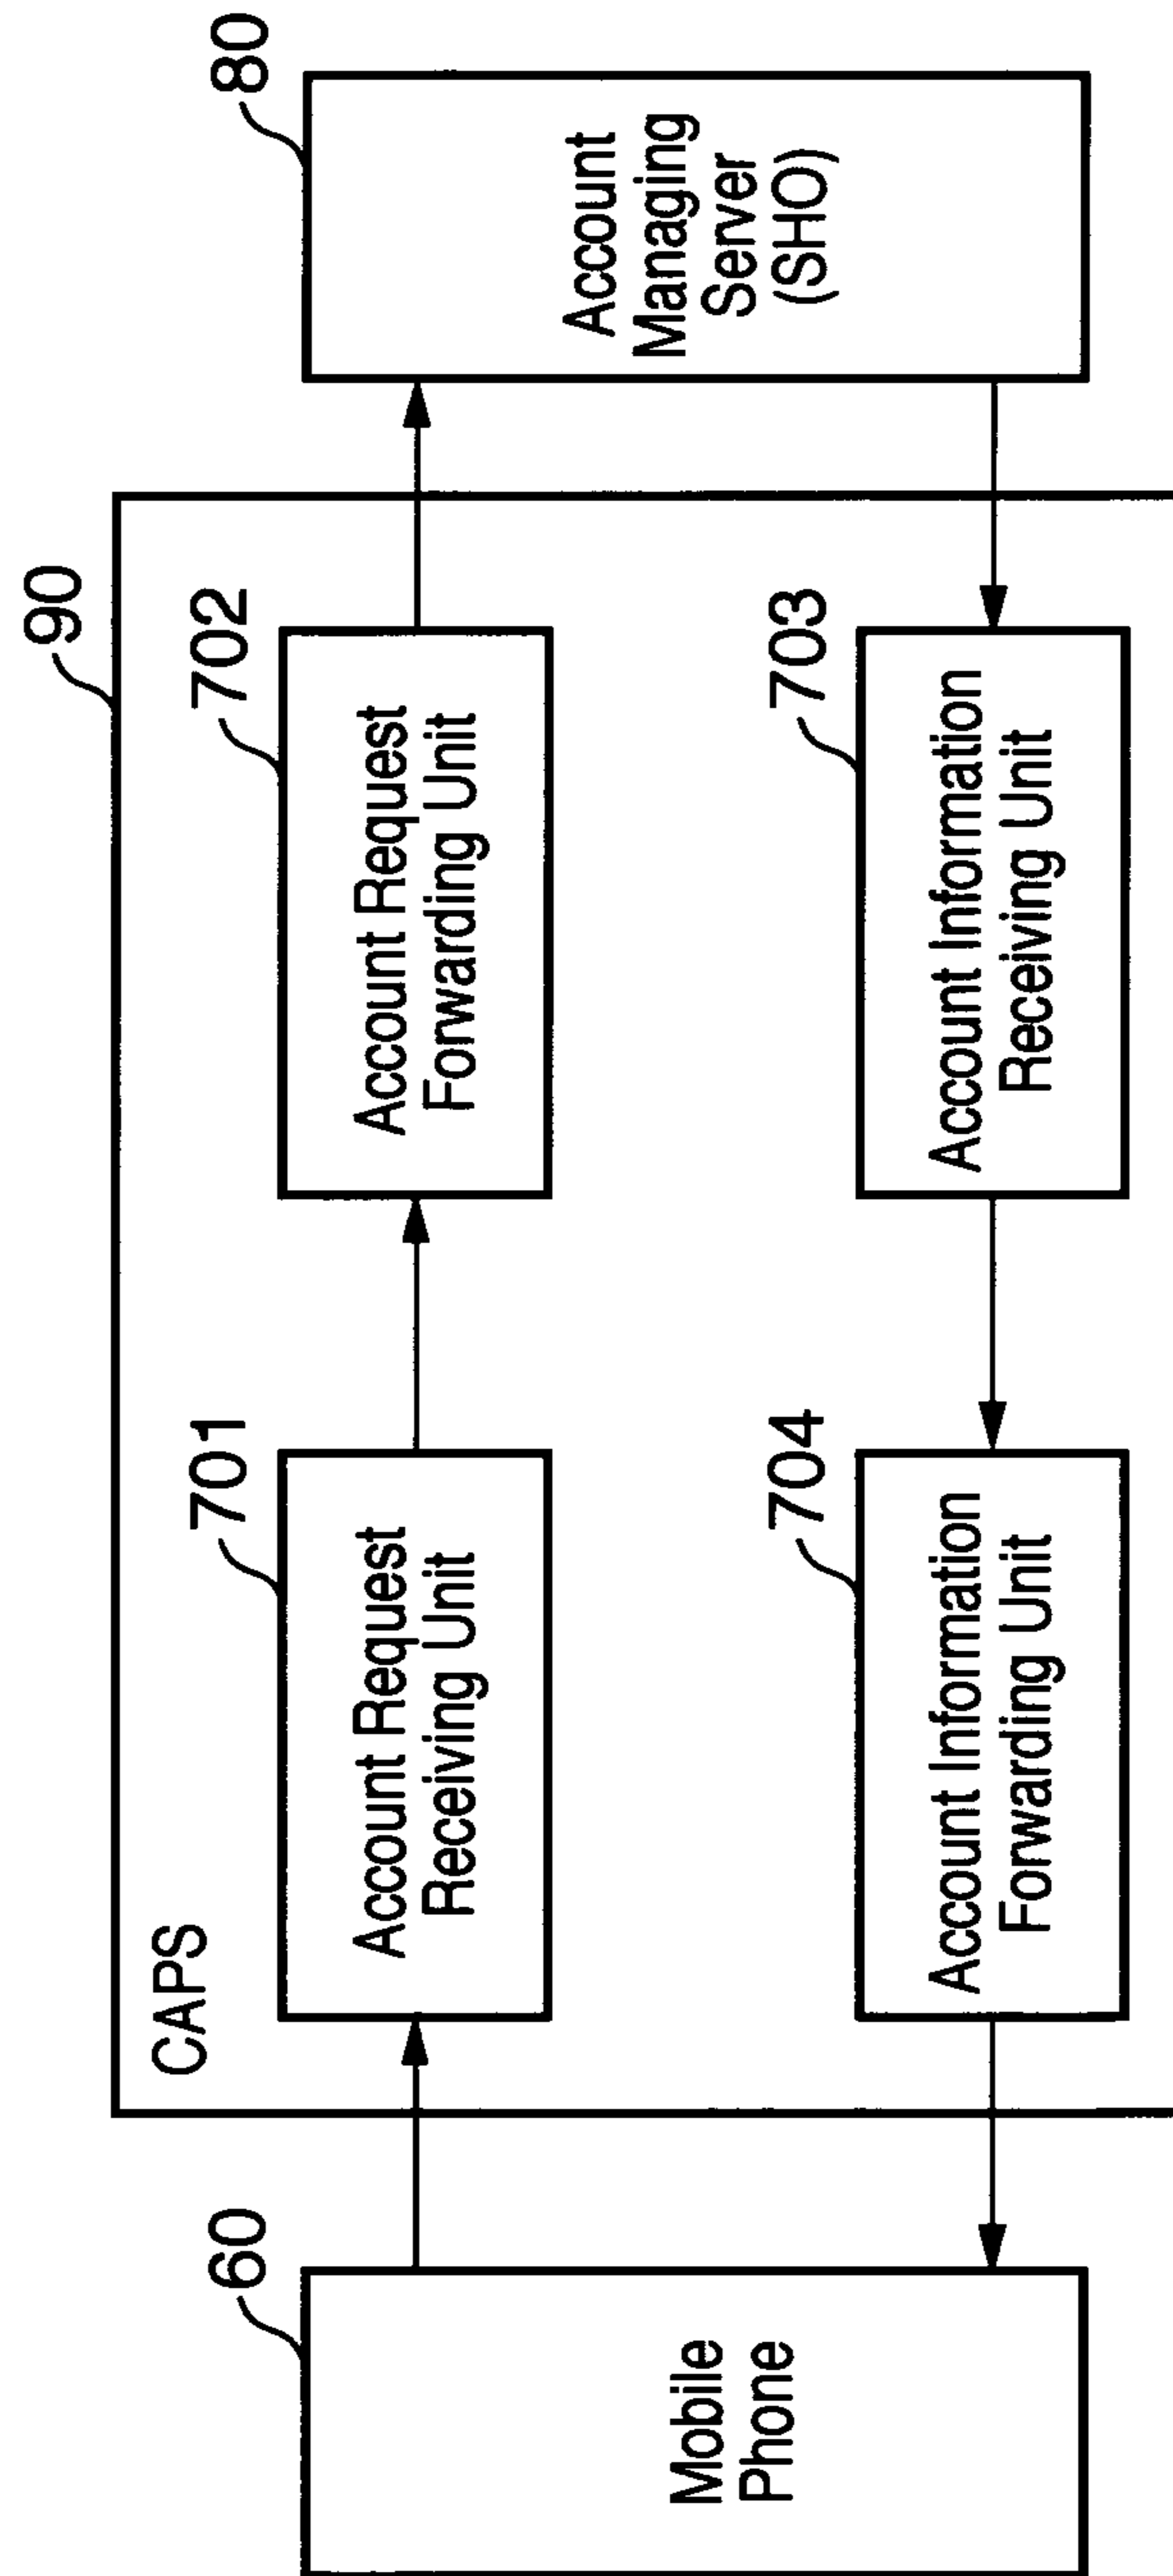 90
CAPS
60
Mobile
Phone
701
Account Request
Receiving Unit
702
Account Request
Forwarding Unit
80
Account
Managing
Server
(SHO)
704
Account Information
Forwarding Unit
703
Account Information
Receiving Unit